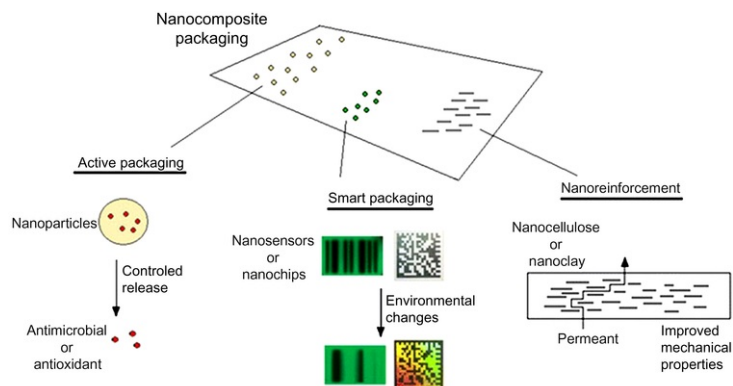 Nanocomposite
packaging
Active packaging
Nanoparticles
Controled
release
Antimicrobial
or
antioxidant
Smart packaging
Nanosensors
or
nanochips
Environmental
changes
Nanoreinforcement
Nanocellulose
or
nanoclay
Permeant
Improved
mechanical
properties